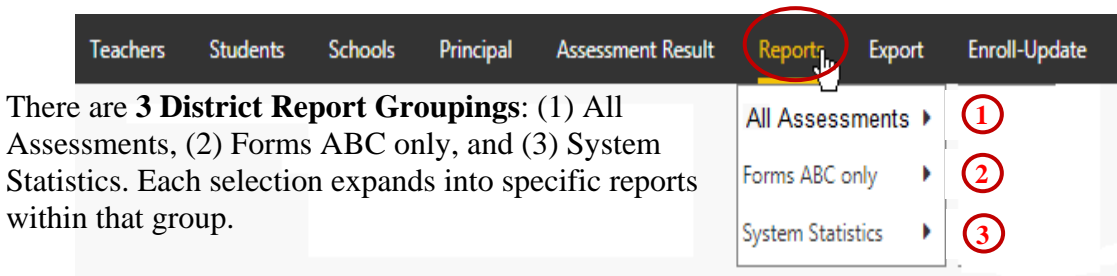 Teachers Students Schools Principal Assessment Result Reports Export Enroll-Update
There are 3 District Report Groupings: (1) All
Assessments, (2) Forms ABC only, and (3) System
Statistics. Each selection expands into specific reports
within that group.
All Assessments 1
Forms ABC only 2
System Statistics 3